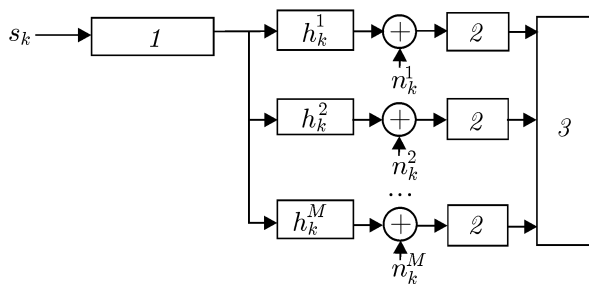 s_k 1 h_k^1 + 2
n_k^1
h_k^2 + 2 3
n_k^2
...
h_k^M + 2
n_k^M